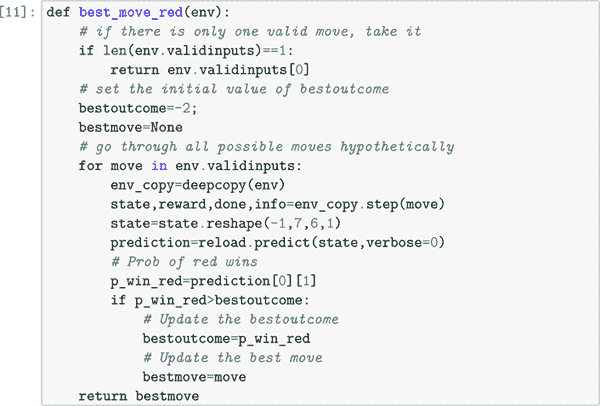 [11]: def best_move_red(env):
    # if there is only one valid move, take it
    if len(env.validinputs)==1:
        return env.validinputs[0]
    # set the initial value of bestoutcome
    bestoutcome=-2;
    bestmove=None
    # go through all possible moves hypothetically
    for move in env.validinputs:
        env_copy=deepcopy(env)
        state,reward,done,info=env_copy.step(move)
        state=state.reshape(-1,7,6,1)
        prediction=reload.predict(state,verbose=0)
        # Prob of red wins
        p_win_red=prediction[0][1]
        if p_win_red>bestoutcome:
            # Update the bestoutcome
            bestoutcome=p_win_red
            # Update the best move
            bestmove=move
    return bestmove